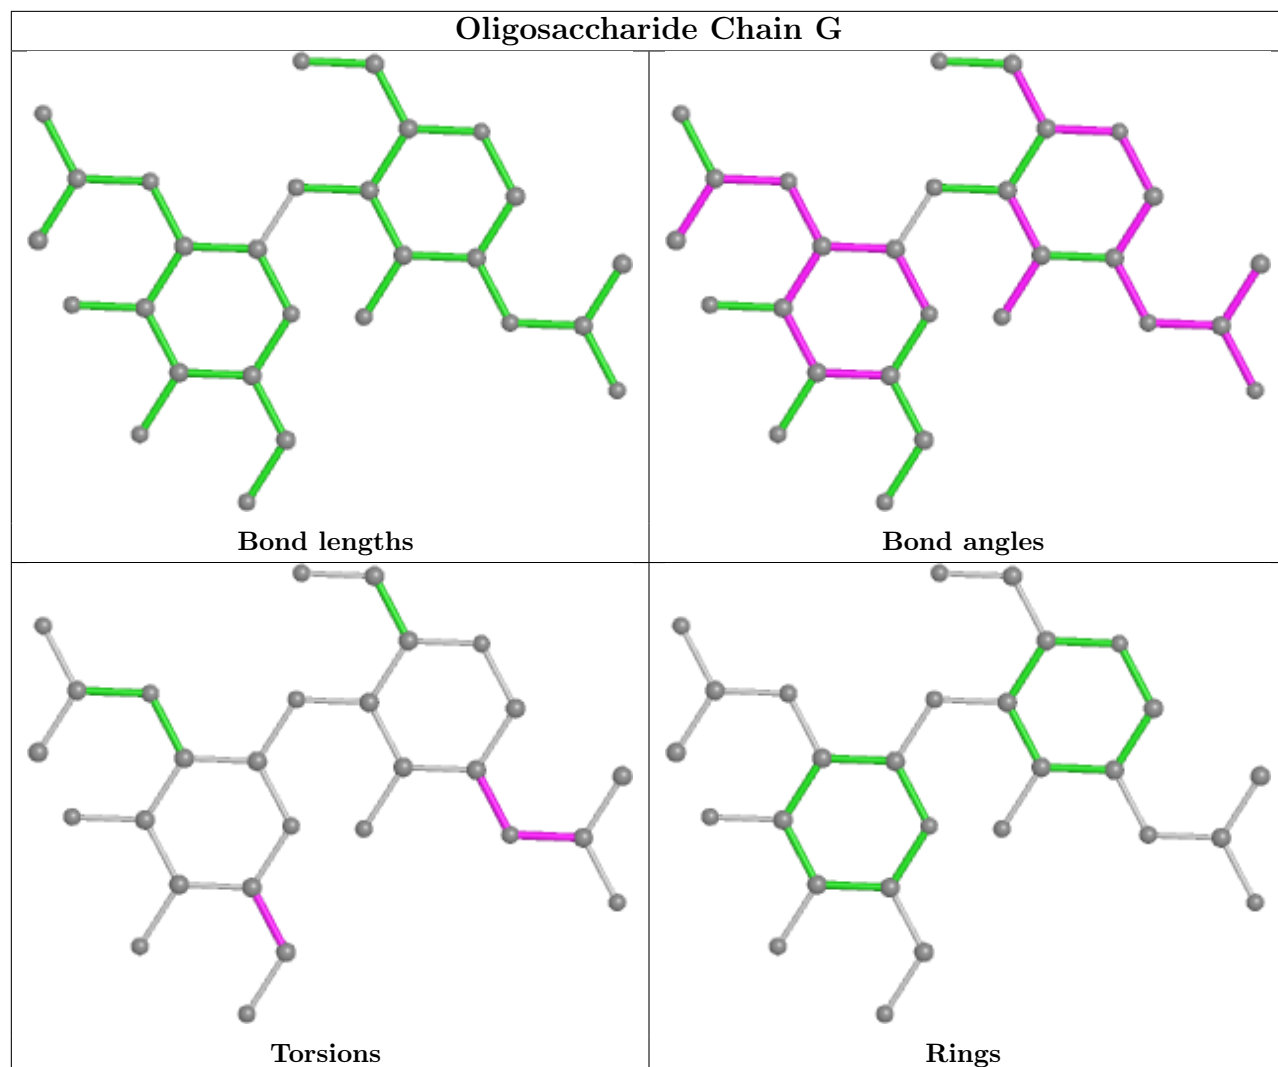 Oligosaccharide Chain G
Bond lengths
Bond angles
Torsions
Rings